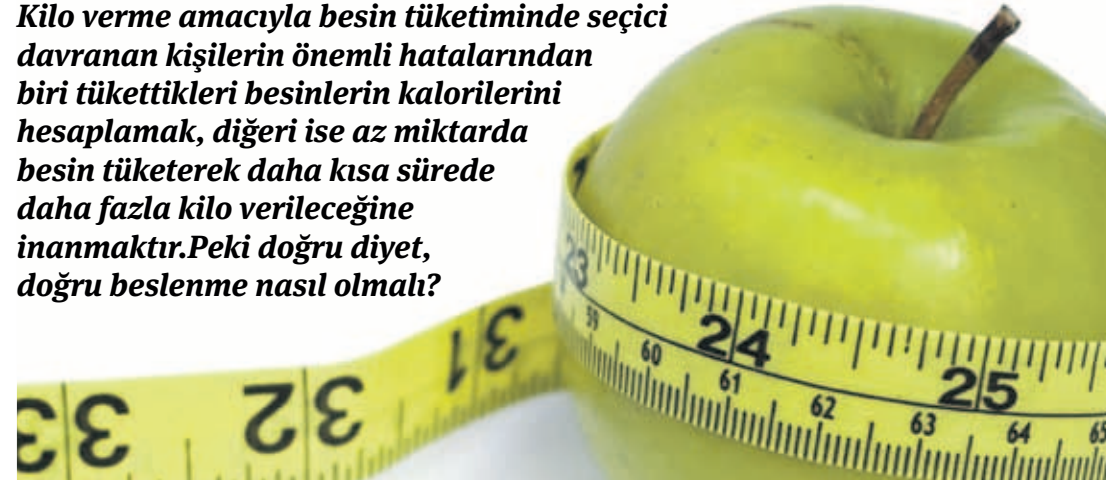 Kilo verme amacıyla besin tüketiminde seçici
davranan kişilerin önemli hatalarından
biri tükettikleri besinlerin kalorilerini
hesaplamak, diğeri ise az miktarda
besin tüketerek daha kısa sürede
daha fazla kilo verileceğine
inanmaktır.Peki doğru diyet,
doğru beslenme nasıl olmalı?
23 24 25
59 60 61 62 63 64 65
33 32 31